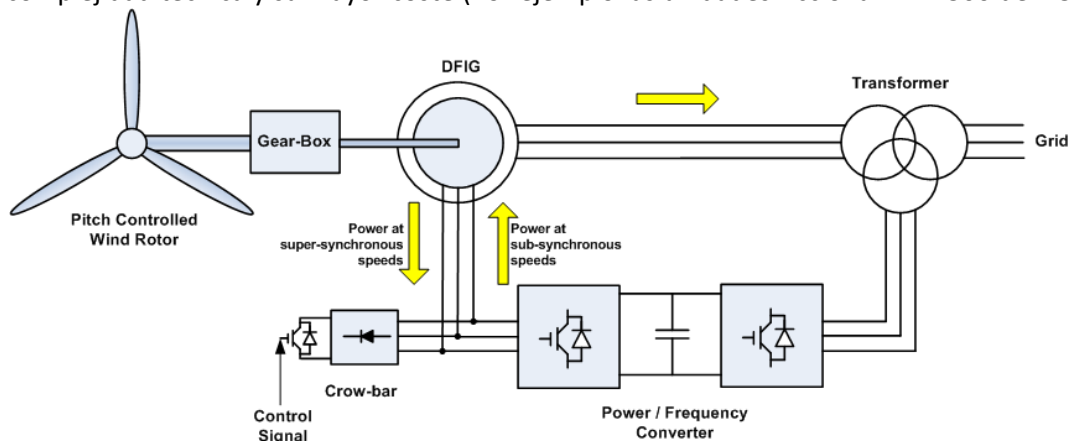 DFIG
Transformer
Gear-Box
Grid
Pitch Controlled
Wind Rotor
Power at
super-synchronous
speeds
Power at
sub-synchronous
speeds
Crow-bar
Control
Signal
Power / Frequency
Converter